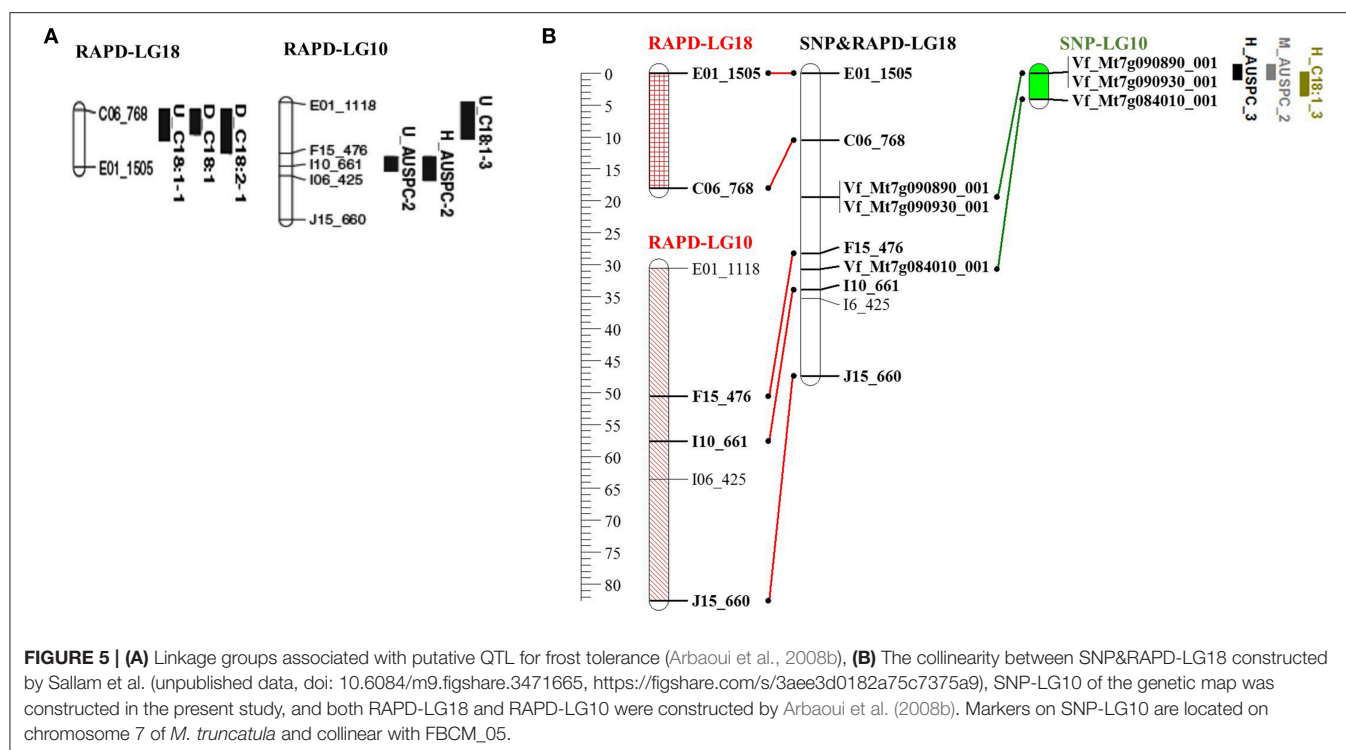 A
RAPD-LG18
C06_768
E01_1505
U_C18:1-1
D_C18:1
D_C18:2-1
RAPD-LG10
E01_1118
F15_476
I10_661
I06_425
J15_660
U_AUSPC-2
H_AUSPC-2
U_C18:1-3
B
0
5
10
15
20
25
30
35
40
45
50
55
60
65
70
75
80
RAPD-LG18
E01_1505
C06_768
RAPD-LG10
E01_1118
F15_476
I10_661
I06_425
J15_660
SNP&RAPD-LG18
E01_1505
C06_768
Vf_Mt7g090890_001
Vf_Mt7g090930_001
F15_476
Vf_Mt7g084010_001
I10_661
I6_425
J15_660
SNP-LG10
Vf_Mt7g090890_001
Vf_Mt7g090930_001
Vf_Mt7g084010_001
H_AUSPC_3
M_AUSPC_2
H_C18:1_3
FIGURE 5 | (A) Linkage groups associated with putative QTL for frost tolerance (Arbaoui et al., 2008b), (B) The collinearity between SNP&RAPD-LG18 constructed
by Sallam et al. (unpublished data, doi: 10.6084/m9.figshare.3471665, https://figshare.com/s/3aee3d0182a75c7375a9), SNP-LG10 of the genetic map was
constructed in the present study, and both RAPD-LG18 and RAPD-LG10 were constructed by Arbaoui et al. (2008b). Markers on SNP-LG10 are located on
chromosome 7 of M. truncatula and collinear with FBCM_05.